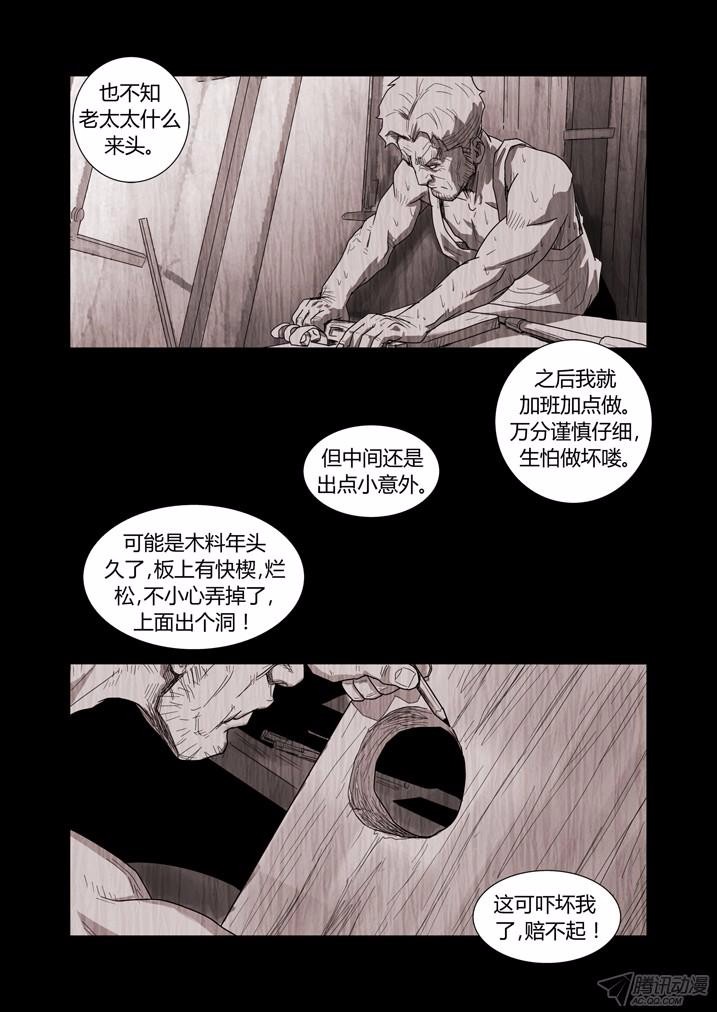 也不知
老太太什么
来头。
之后我就
加班加点做。
万分谨慎仔细，
生怕做坏喽。
但中间还是
出点小意外。
可能是木料年头
久了，板上有快楔，烂
松，不小心弄掉了，
上面出个洞！
这可吓坏我
了，赔不起！
腾讯动漫